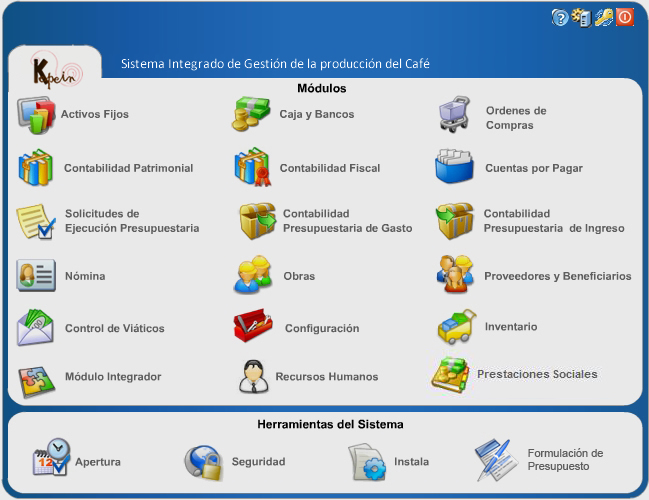 Kapein
Sistema Integrado de Gestión de la producción del Café
Módulos
Activos Fijos
Caja y Bancos
Ordenes de
Compras
Contabilidad Patrimonial
Contabilidad Fiscal
Cuentas por Pagar
Solicitudes de
Ejecución Presupuestaria
Contabilidad
Presupuestaria de Gasto
Contabilidad
Presupuestaria de Ingreso
Nómina
Obras
Proveedores y Beneficiarios
Control de Viáticos
Configuración
Inventario
Módulo Integrador
Recursos Humanos
Prestaciones Sociales
Herramientas del Sistema
12
Apertura
Seguridad
Instala
Formulación de
Presupuesto